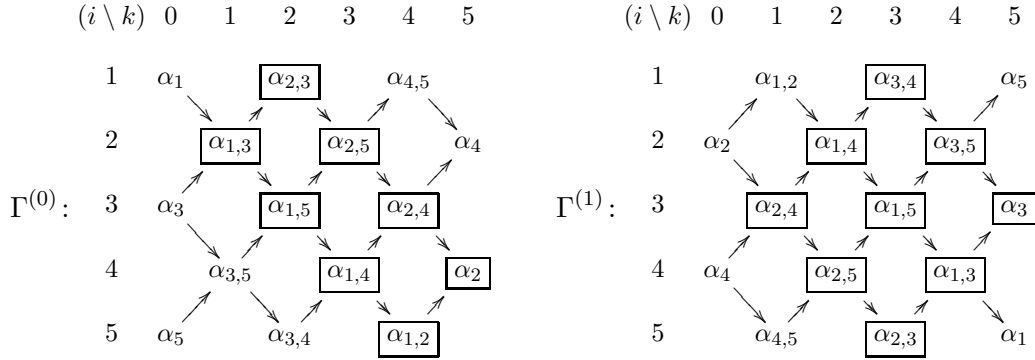 (i \ k) 0 1 2 3 4 5 (i \ k) 0 1 2 3 4 5
1 α₁ α₂,₃ α₄,₅ 1 α₁,₂ α₃,₄ α₅
2 α₁,₃ α₂,₅ α₄ 2 α₂ α₁,₄ α₃,₅
Γ⁽⁰⁾: 3 α₃ α₁,₅ α₂,₄ Γ⁽¹⁾: 3 α₂,₄ α₁,₅ α₃
4 α₃,₅ α₁,₄ α₂ 4 α₄ α₂,₅ α₁,₃
5 α₅ α₃,₄ α₁,₂ 5 α₄,₅ α₂,₃ α₁